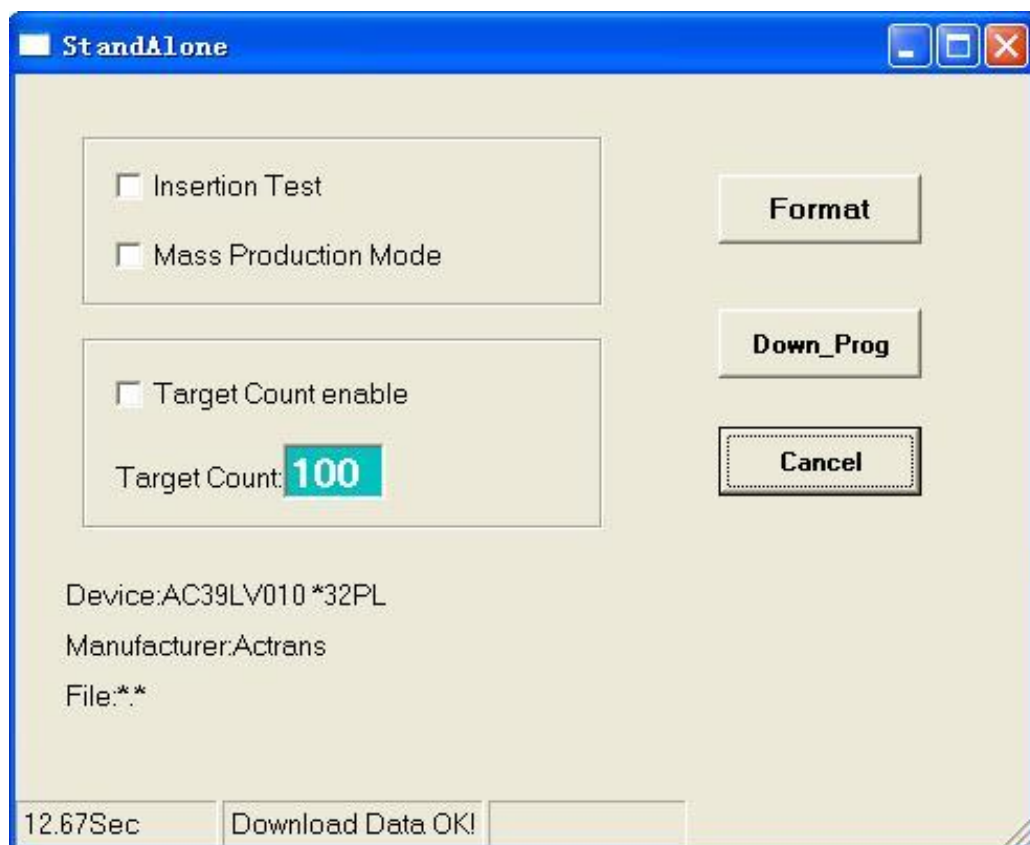 StandAlone
Insertion Test
Mass Production Mode
Format
Down_Prog
Target Count enable
Target Count:100
Cancel
Device:AC39LV010 *32PL
Manufacturer:Actrans
File:*.*
12.67Sec
Download Data OK!